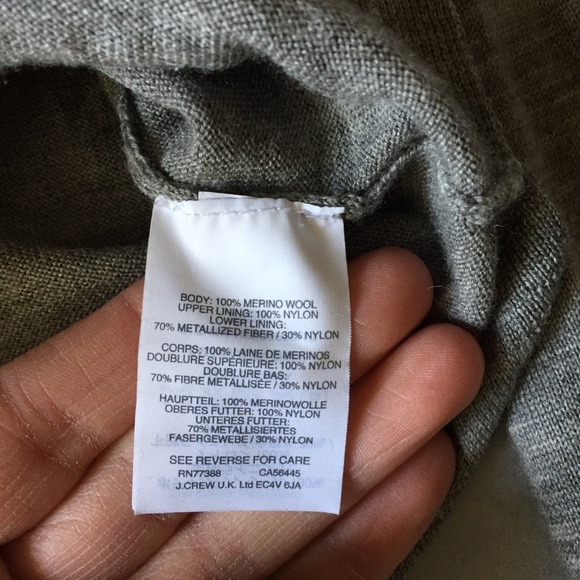 BODY: 100% MERINO WOOL
UPPER LINING: 100% NYLON
LOWER LINING:
70% METALLIZED FIBER / 30% NYLON
CORPS: 100% LAINE DE MERINOS
DOUBLURE SUPÉRIEURE: 100% NYLON
DOUBLURE BAS:
70% FIBRE METALLISÉE / 30% NYLON
HAUPTTEIL: 100% MERINOWOLLE
OBERES FUTTER: 100% NYLON
UNTERES FUTTER:
70% METALLISIERTES
FASERGEWEBE / 30% NYLON
SEE REVERSE FOR CARE
RN77388 CA56445
J.CREW U.K. Ltd EC4V 6JA